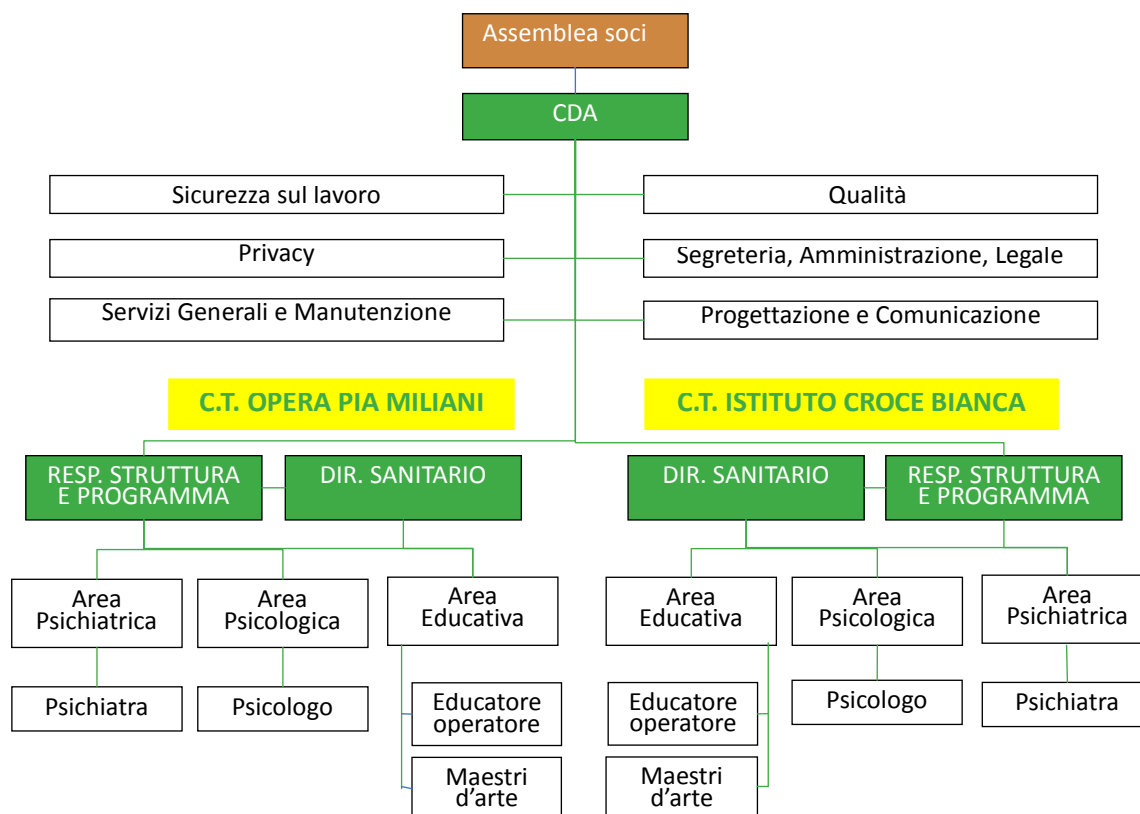 Assemblea soci
CDA
Sicurezza sul lavoro
Qualità
Privacy
Segreteria, Amministrazione, Legale
Servizi Generali e Manutenzione
Progettazione e Comunicazione
C.T. OPERA PIA MILIANI
C.T. ISTITUTO CROCE BIANCA
RESP. STRUTTURA
E PROGRAMMA
DIR. SANITARIO
DIR. SANITARIO
RESP. STRUTTURA
E PROGRAMMA
Area
Psichiatrica
Area
Psicologica
Area
Educativa
Area
Educativa
Area
Psicologica
Area
Psichiatrica
Psichiatra
Psicologo
Educatore
operatore
Educatore
operatore
Psicologo
Psichiatra
Maestri
d'arte
Maestri
d'arte